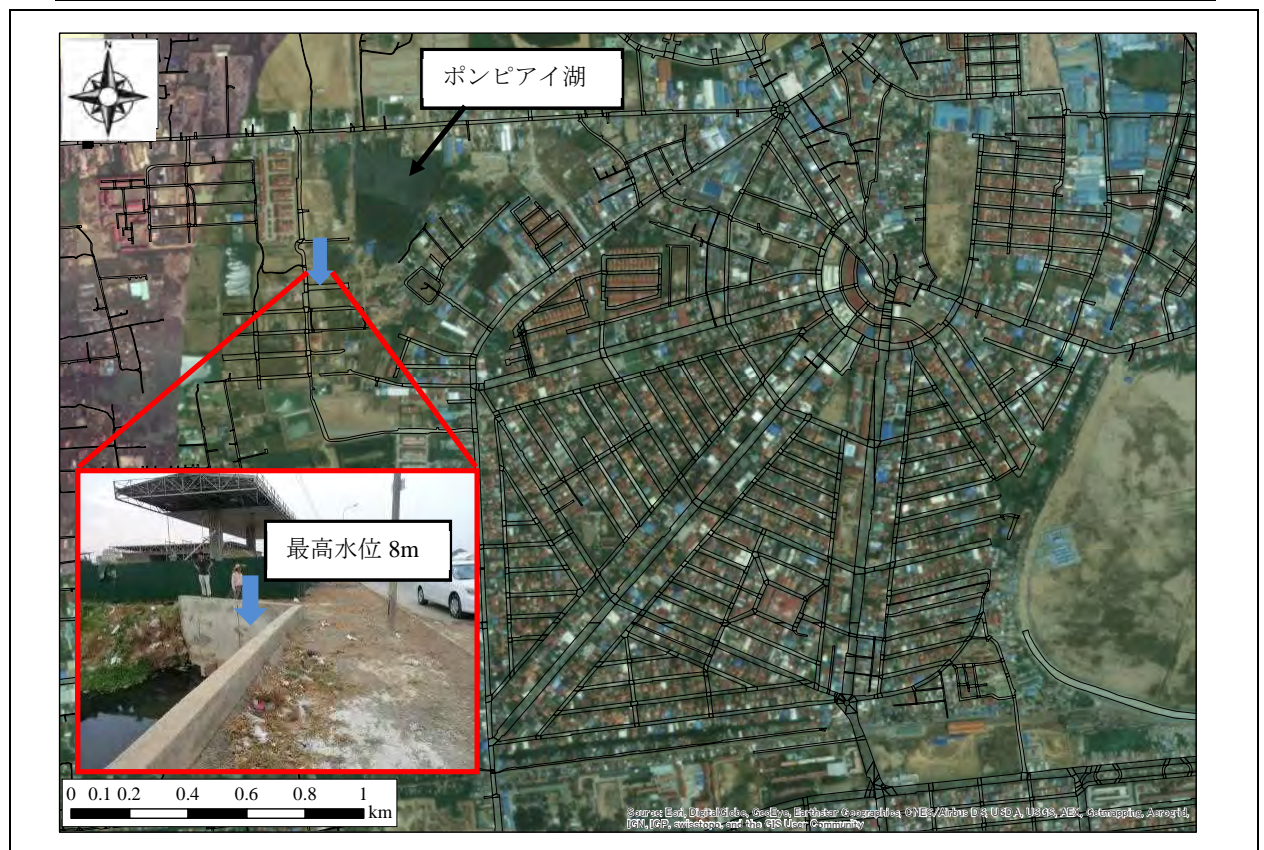 N
ポンピアイ湖
最高水位 8m
0 0.1 0.2 0.4 0.6 0.8 1
km
Source: Esri, DigitalGlobe, GeoEye, Earthstar Geographics, CNES/Airbus DS, USDA, USGS, AEX, Getmapping, Aerogrid,
IGN, IGP, swisstopo, and the GIS User Community